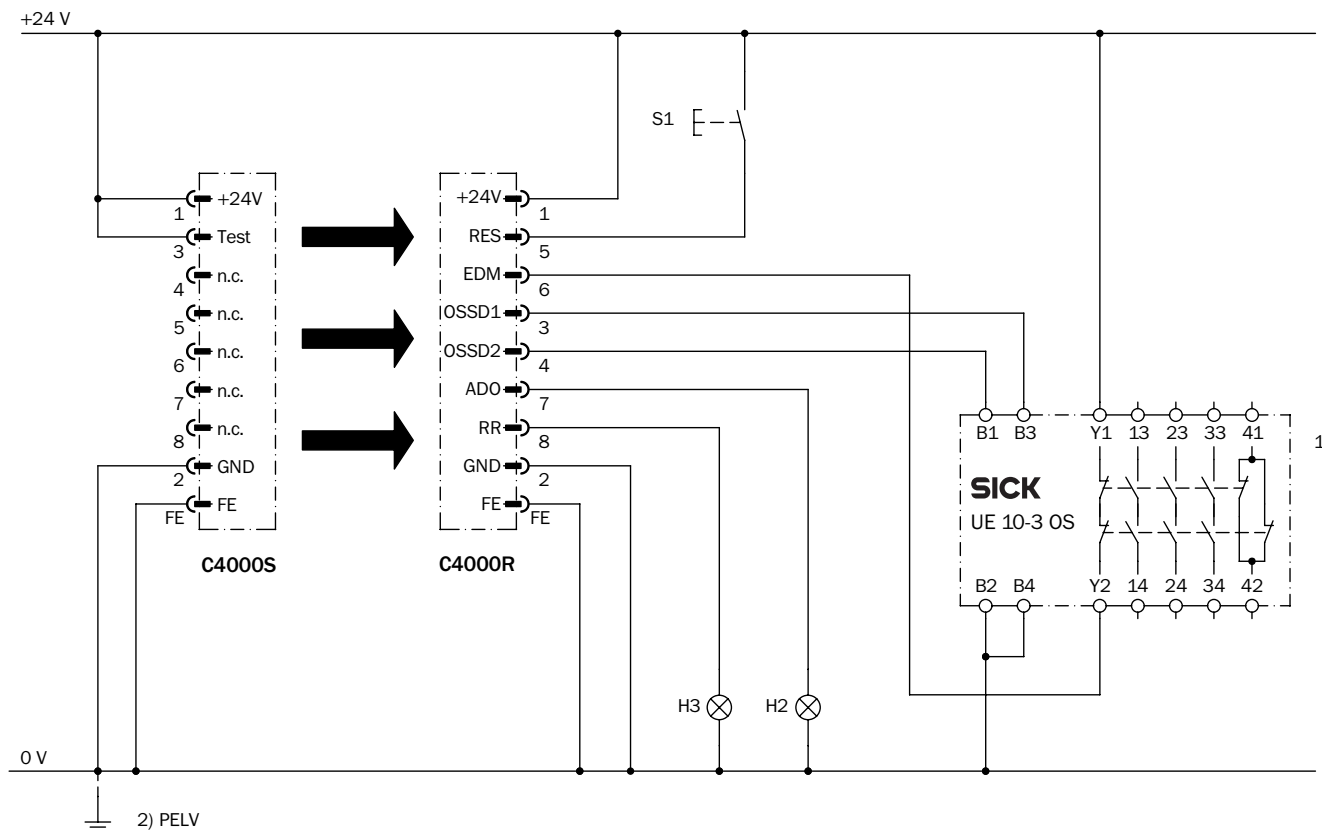 +24 V
S1
+24V
1
Test
3
n.c.
4
n.c.
5
n.c.
6
n.c.
7
n.c.
8
GND
2
FE
FE
C4000S
+24V
1
RES
5
EDM
6
OSSD1
3
OSSD2
4
ADO
7
RR
8
GND
2
FE
FE
C4000R
B1 B3 Y1 13 23 33 41
1
SICK
UE 10-3 OS
B2 B4 Y2 14 24 34 42
H3 H2
0 V
2) PELV